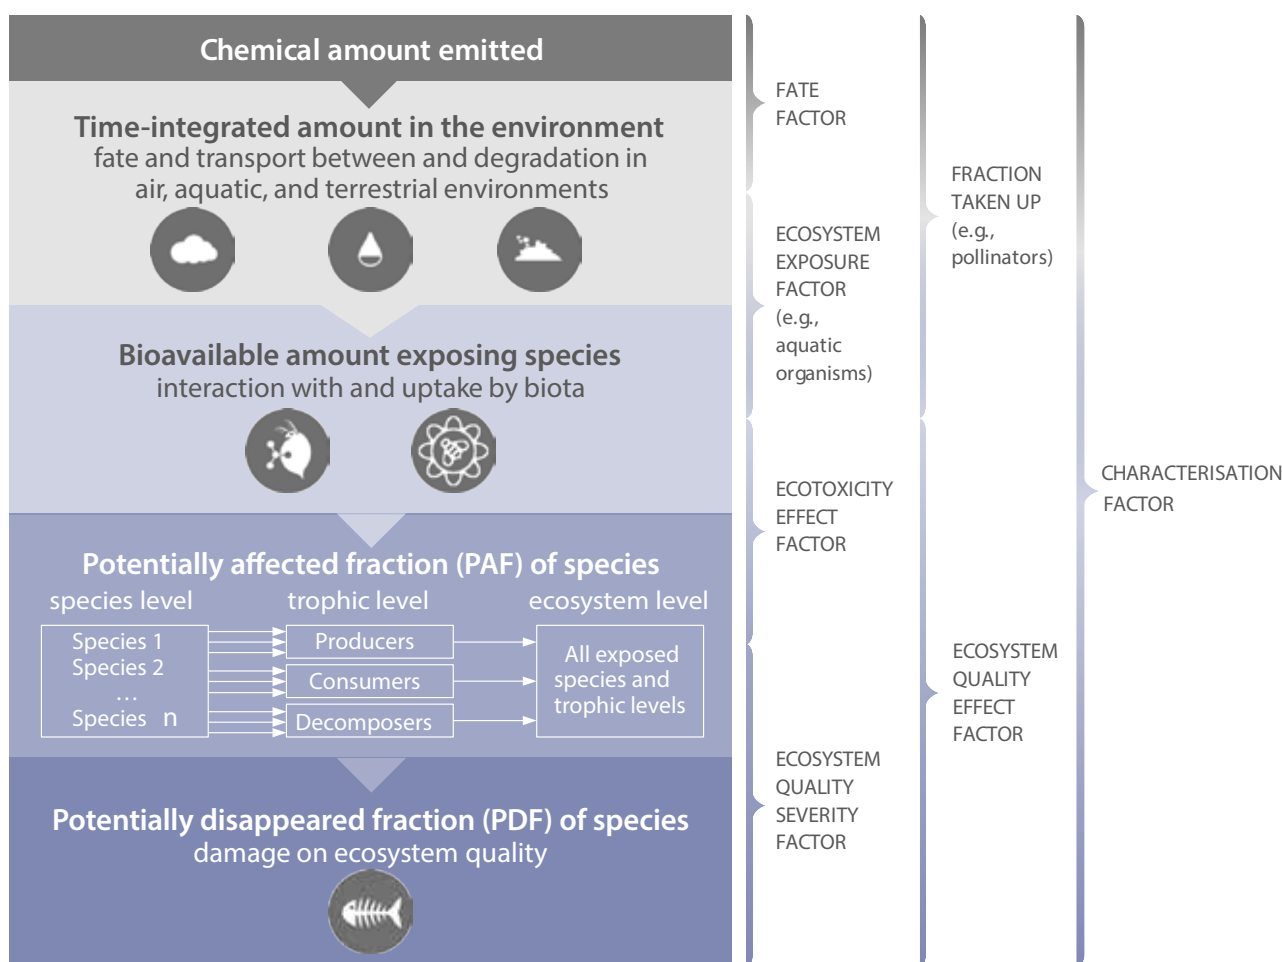 Chemical amount emitted
Time-integrated amount in the environment
fate and transport between and degradation in
air, aquatic, and terrestrial environments
Bioavailable amount exposing species
interaction with and uptake by biota
Potentially affected fraction (PAF) of species
species level
trophic level
ecosystem level
Species 1
Species 2
...
Species n
Producers
Consumers
Decomposers
All exposed
species and
trophic levels
Potentially disappeared fraction (PDF) of species
damage on ecosystem quality
FATE
FACTOR
ECOSYSTEM
EXPOSURE
FACTOR
(e.g.,
aquatic
organisms)
ECOTOXICITY
EFFECT
FACTOR
ECOSYSTEM
QUALITY
SEVERITY
FACTOR
FRACTION
TAKEN UP
(e.g.,
pollinators)
ECOSYSTEM
QUALITY
EFFECT
FACTOR
CHARACTERISATION
FACTOR